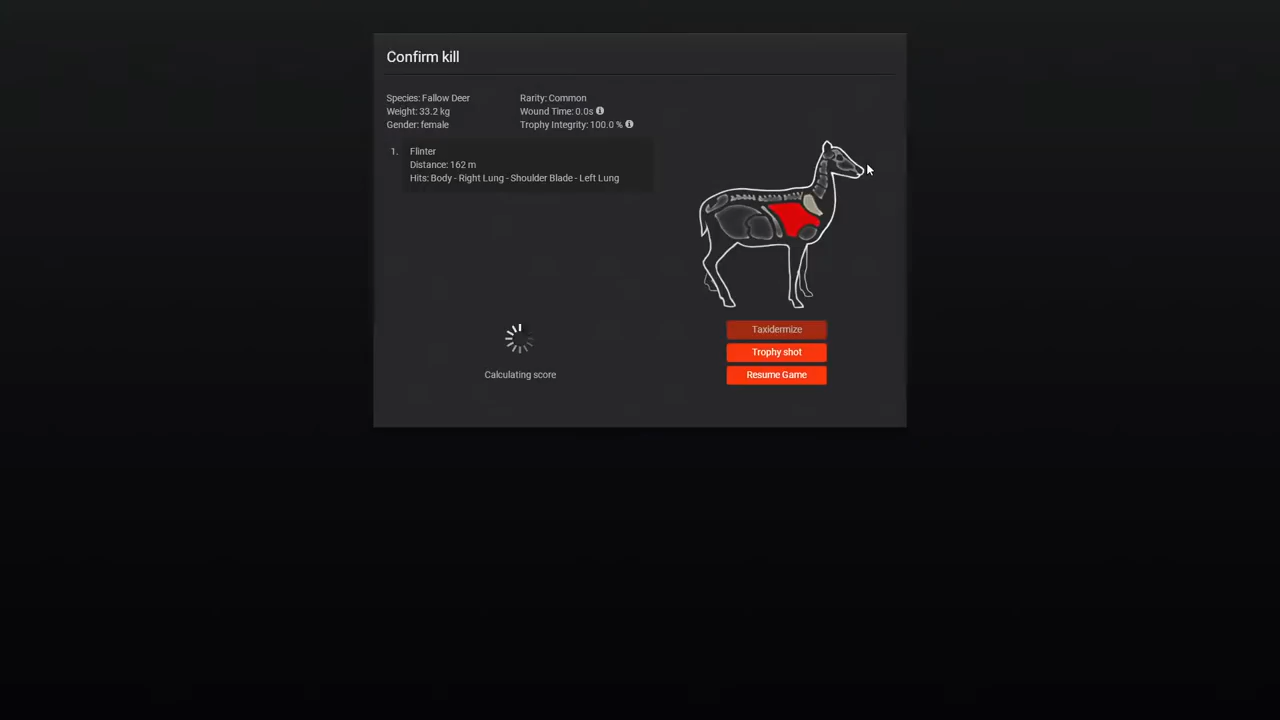 Confirm kill
Species: Fallow Deer
Weight: 33.2 kg
Gender: female
Rarity: Common
Wound Time: 0.0s
Trophy Integrity: 100.0 %
1. Flinter
Distance: 162 m
Hits: Body - Right Lung - Shoulder Blade - Left Lung
Calculating score
Taxidermize
Trophy shot
Resume Game